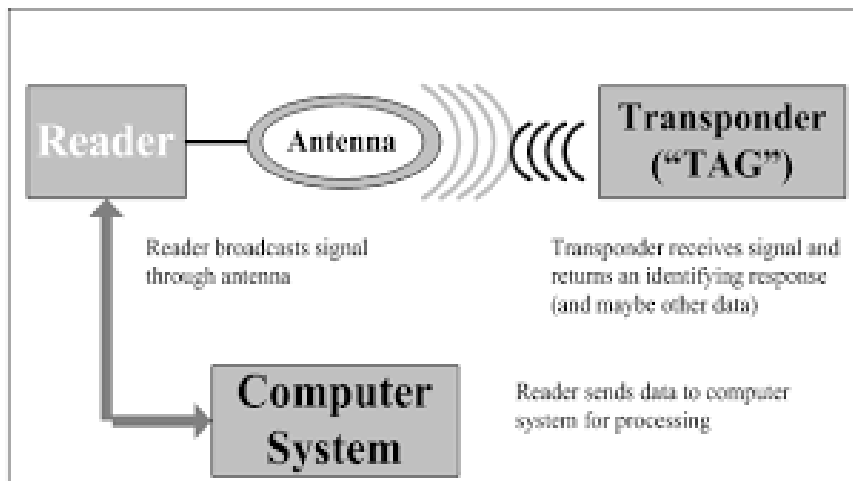 Reader
Antenna
Transponder
("TAG")
Reader broadcasts signal
through antenna
Transponder receives signal and
returns an identifying response
(and maybe other data)
Computer
System
Reader sends data to computer
system for processing